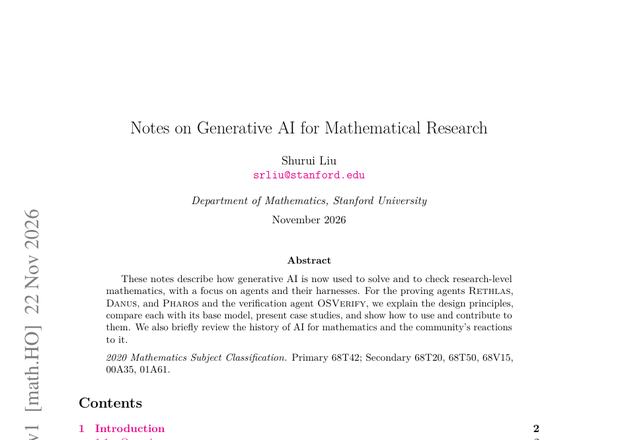 Notes on Generative AI for Mathematical Research
Shurui Liu
srliu@stanford.edu
Department of Mathematics, Stanford University
November 2026
Abstract
These notes describe how generative AI is now used to solve and to check research-level
mathematics, with a focus on agents and their harnesses. For the proving agents RETHLAS,
DANUS, and PHAROS and the verification agent OSVERIFY, we explain the design principles,
compare each with its base model, present case studies, and show how to use and contribute to
them. We also briefly review the history of AI for mathematics and the community's reactions
to it.
2020 Mathematics Subject Classification. Primary 68T42; Secondary 68T20, 68T50, 68V15,
00A35, 01A61.
Contents
1 Introduction 2
v1 [math.HO] 22 Nov 2026